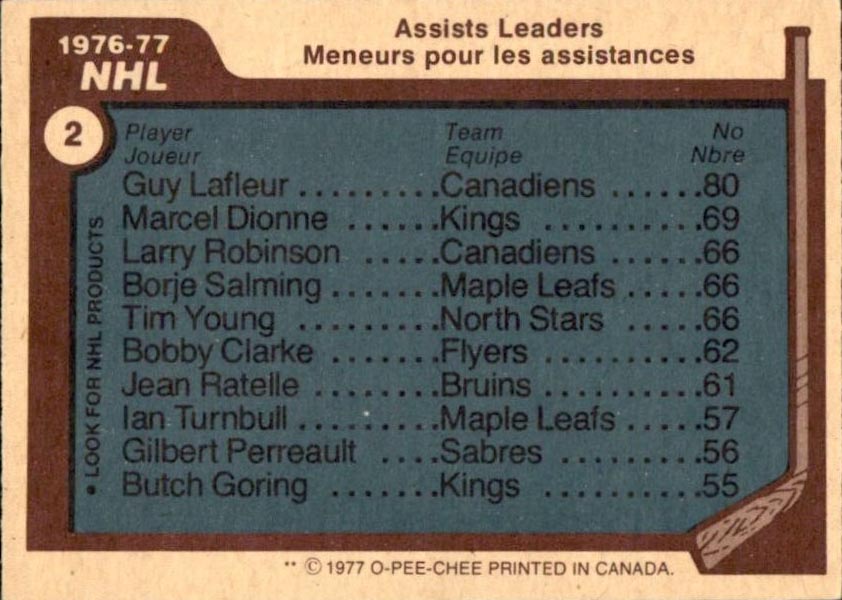 1976-77
NHL
Assists Leaders
Meneurs pour les assistances
2
Player Team No
Joueur Equipe Nbre
Guy Lafleur . . . . . . . . .Canadiens . . . . . .80
Marcel Dionne . . . . . . .Kings . . . . . . . . . .69
Larry Robinson . . . . .Canadiens . . . . . .66
Borje Salming . . . . . . .Maple Leafs . . . . .66
Tim Young . . . . . . . . .North Stars . . . . .66
Bobby Clarke . . . . . . .Flyers . . . . . . . . .62
Jean Ratelle . . . . . . . .Bruins . . . . . . . . .61
Ian Turnbull . . . . . . . . .Maple Leafs . . . . .57
Gilbert Perreault . . . .Sabres . . . . . . . . .56
Butch Goring . . . . . . .Kings . . . . . . . . . .55
• LOOK FOR NHL PRODUCTS
** © 1977 O-PEE-CHEE PRINTED IN CANADA.